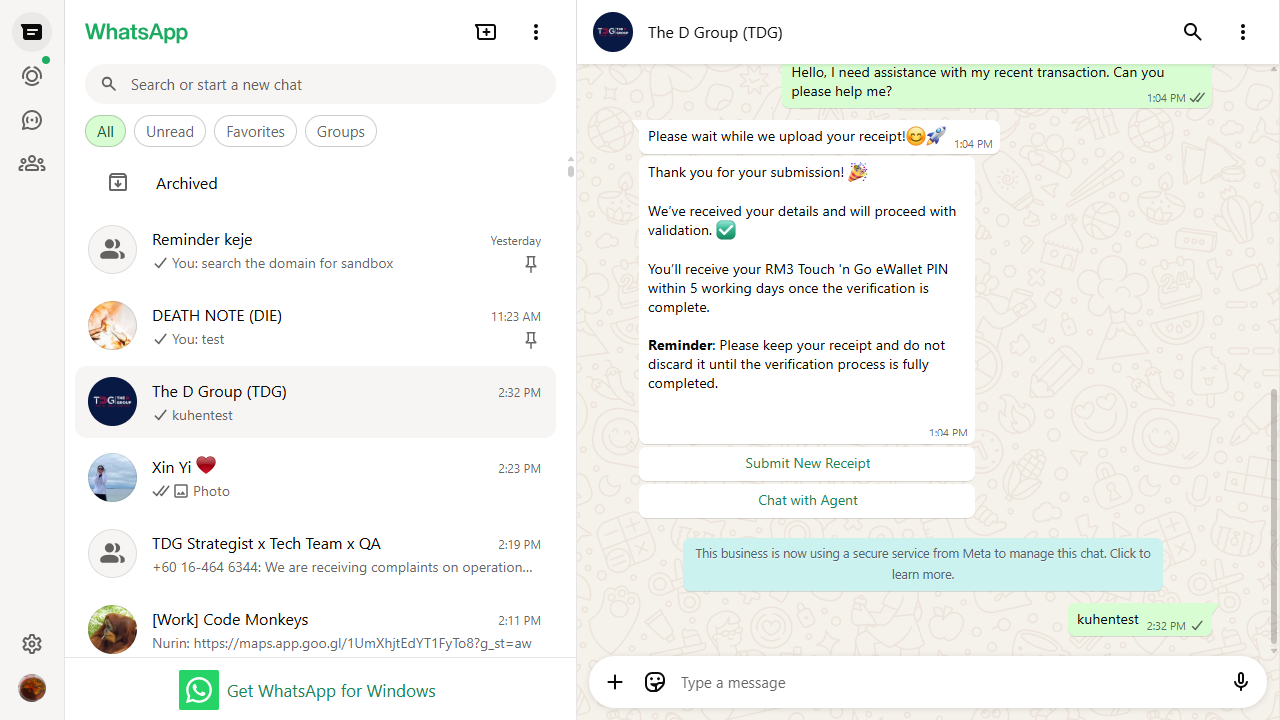 WhatsApp
Search or start a new chat
All
Unread
Favorites
Groups
Archived
Reminder keje
Yesterday
You: search the domain for sandbox
DEATH NOTE (DIE)
11:23 AM
You: test
The D Group (TDG)
2:32 PM
kuhentest
Xin Yi ❤️
2:23 PM
Photo
TDG Strategist x Tech Team x QA
2:19 PM
+60 16-464 6344: We are receiving complaints on operation...
[Work] Code Monkeys
2:11 PM
Nurin: https://maps.app.goo.gl/1UmXhjtEdYT1FyTo8?g_st=aw
Get WhatsApp for Windows
The D Group (TDG)
Hello, I need assistance with my recent transaction. Can you
please help me?
1:04 PM
Please wait while we upload your receipt!😊🚀
1:04 PM
Thank you for your submission! 🎉
We've received your details and will proceed with
validation. ✅
You'll receive your RM3 Touch 'n Go eWallet PIN
within 5 working days once the verification is
complete.
Reminder: Please keep your receipt and do not
discard it until the verification process is fully
completed.
1:04 PM
Submit New Receipt
Chat with Agent
This business is now using a secure service from Meta to manage this chat. Click to
learn more.
kuhentest
2:32 PM
Type a message